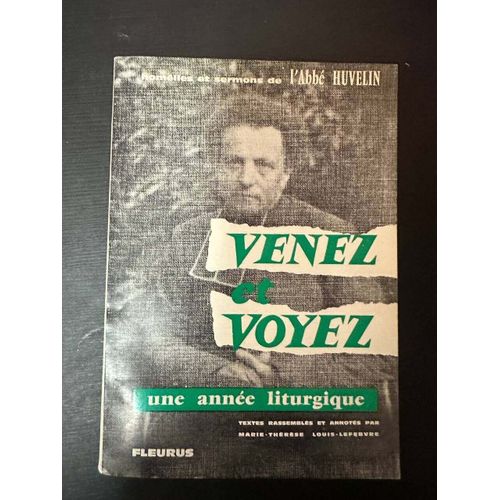 homélies et sermons de l'Abbé HUVELIN
VENEZ
et
VOYEZ
une année liturgique
TEXTES RASSEMBLÉS ET ANNOTÉS PAR
MARIE-THÉRÈSE LOUIS-LEFEBVRE
FLEURUS